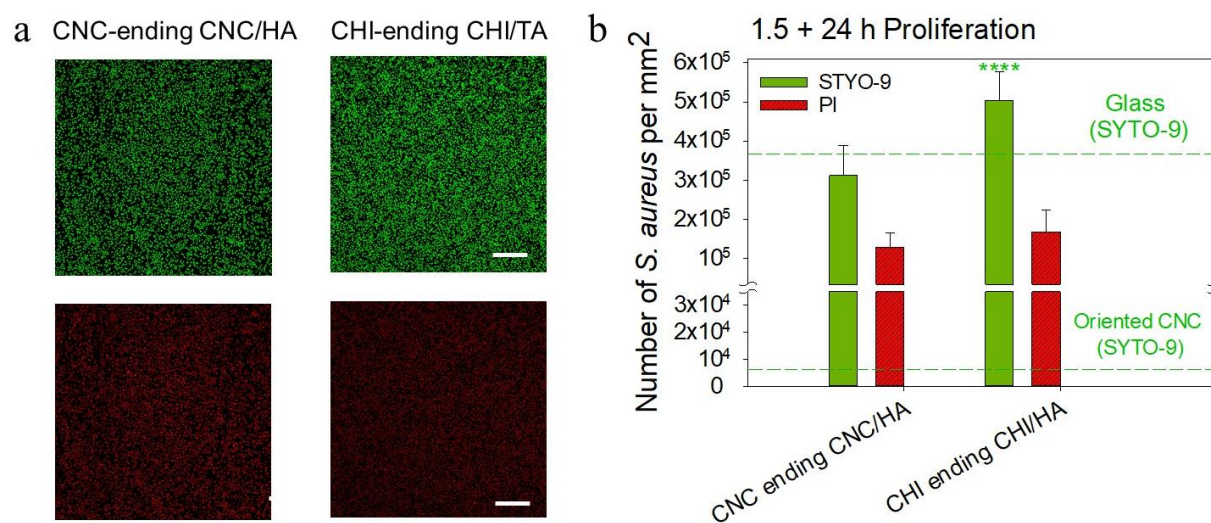 a
CNC-ending CNC/HA
CHI-ending CHI/TA
b
1.5 + 24 h Proliferation
Number of S. aureus per mm²
6x10⁵
5x10⁵
4x10⁵
3x10⁵
2x10⁵
10⁵
3x10⁴
2x10⁴
10⁴
0
STYO-9
PI
****
Glass
(SYTO-9)
Oriented CNC
(SYTO-9)
CNC ending CNC/HA
CHI ending CHI/HA